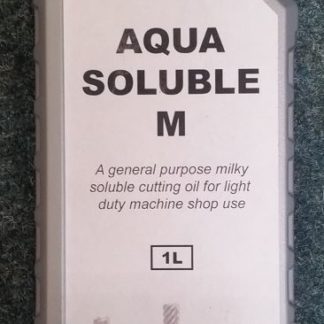 AQUA
SOLUBLE
M
A general purpose milky
soluble cutting oil for light
duty machine shop use
1L